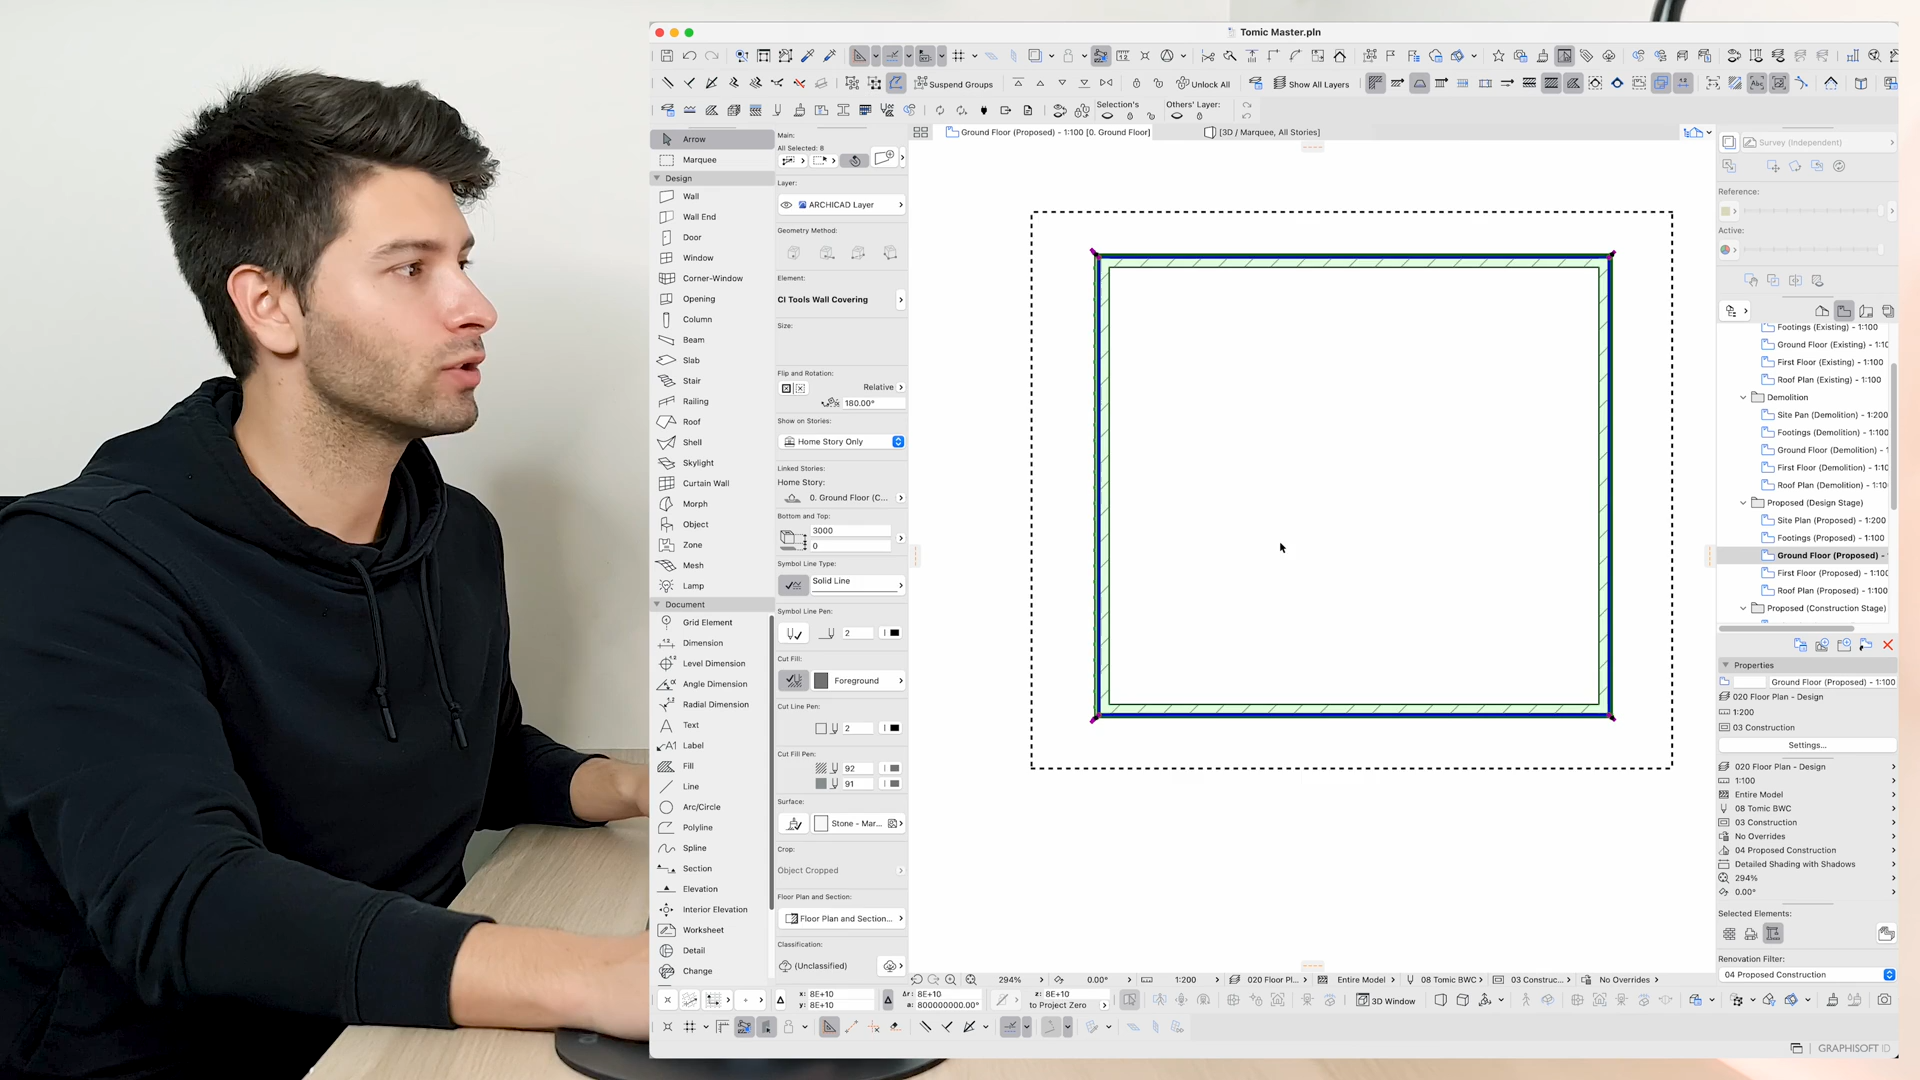 Tomic Master.pln
Suspend Groups
Unlock All
Show All Layers
Selection's
Others' Layer:
Arrow
Marquee
Design
Wall
Wall End
Door
Window
Corner-Window
Opening
Column
Beam
Slab
Stair
Railing
Roof
Shell
Skylight
Curtain Wall
Morph
Object
Zone
Mesh
Lamp
Document
Grid Element
Dimension
Level Dimension
Angle Dimension
Radial Dimension
Text
Label
Fill
Line
Arc/Circle
Polyline
Spline
Section
Elevation
Interior Elevation
Worksheet
Detail
Change
Main:
All Selected: 8
Layer:
ARCHICAD Layer
Geometry Method:
Element:
CI Tools Wall Covering
Size:
Flip and Rotation:
Relative
180.00°
Show on Stories:
Home Story Only
Linked Stories:
Home Story:
0. Ground Floor (C...
Bottom and Top:
3000
0
Symbol Line Type:
Solid Line
Symbol Line Pen:
2
Cut Fill:
Foreground
Cut Line Pen:
2
Cut Fill Pen:
92
91
Surface:
Stone - Mar...
Crop:
Object Cropped
Floor Plan and Section:
Floor Plan and Section...
Classification:
(Unclassified)
Ground Floor (Proposed) - 1:100 [0. Ground Floor]
[3D / Marquee, All Stories]
Survey (Independent)
Reference:
Active:
Footings (Existing) - 1:100
Ground Floor (Existing) - 1:10
First Floor (Existing) - 1:100
Roof Plan (Existing) - 1:100
Demolition
Site Pan (Demolition) - 1:200
Footings (Demolition) - 1:100
Ground Floor (Demolition) - 1
First Floor (Demolition) - 1:10
Roof Plan (Demolition) - 1:10
Proposed (Design Stage)
Site Plan (Proposed) - 1:200
Footings (Proposed) - 1:100
Ground Floor (Proposed) -
First Floor (Proposed) - 1:100
Roof Plan (Proposed) - 1:100
Proposed (Construction Stage)
Properties
Ground Floor (Proposed) - 1:100
020 Floor Plan - Design
1:200
03 Construction
Settings...
020 Floor Plan - Design
1:100
Entire Model
08 Tomic BWC
03 Construction
No Overrides
04 Proposed Construction
Detailed Shading with Shadows
294%
0.00°
Selected Elements:
Renovation Filter:
04 Proposed Construction
294%
0.00°
1:200
020 Floor Pl...
Entire Model
08 Tomic BWC
03 Construc...
No Overrides
x: 8E+10
y: 8E+10
Δr: 8E+10
a: 800000000.00°
z: 8E+10
to Project Zero
3D Window
GRAPHISOFT ID